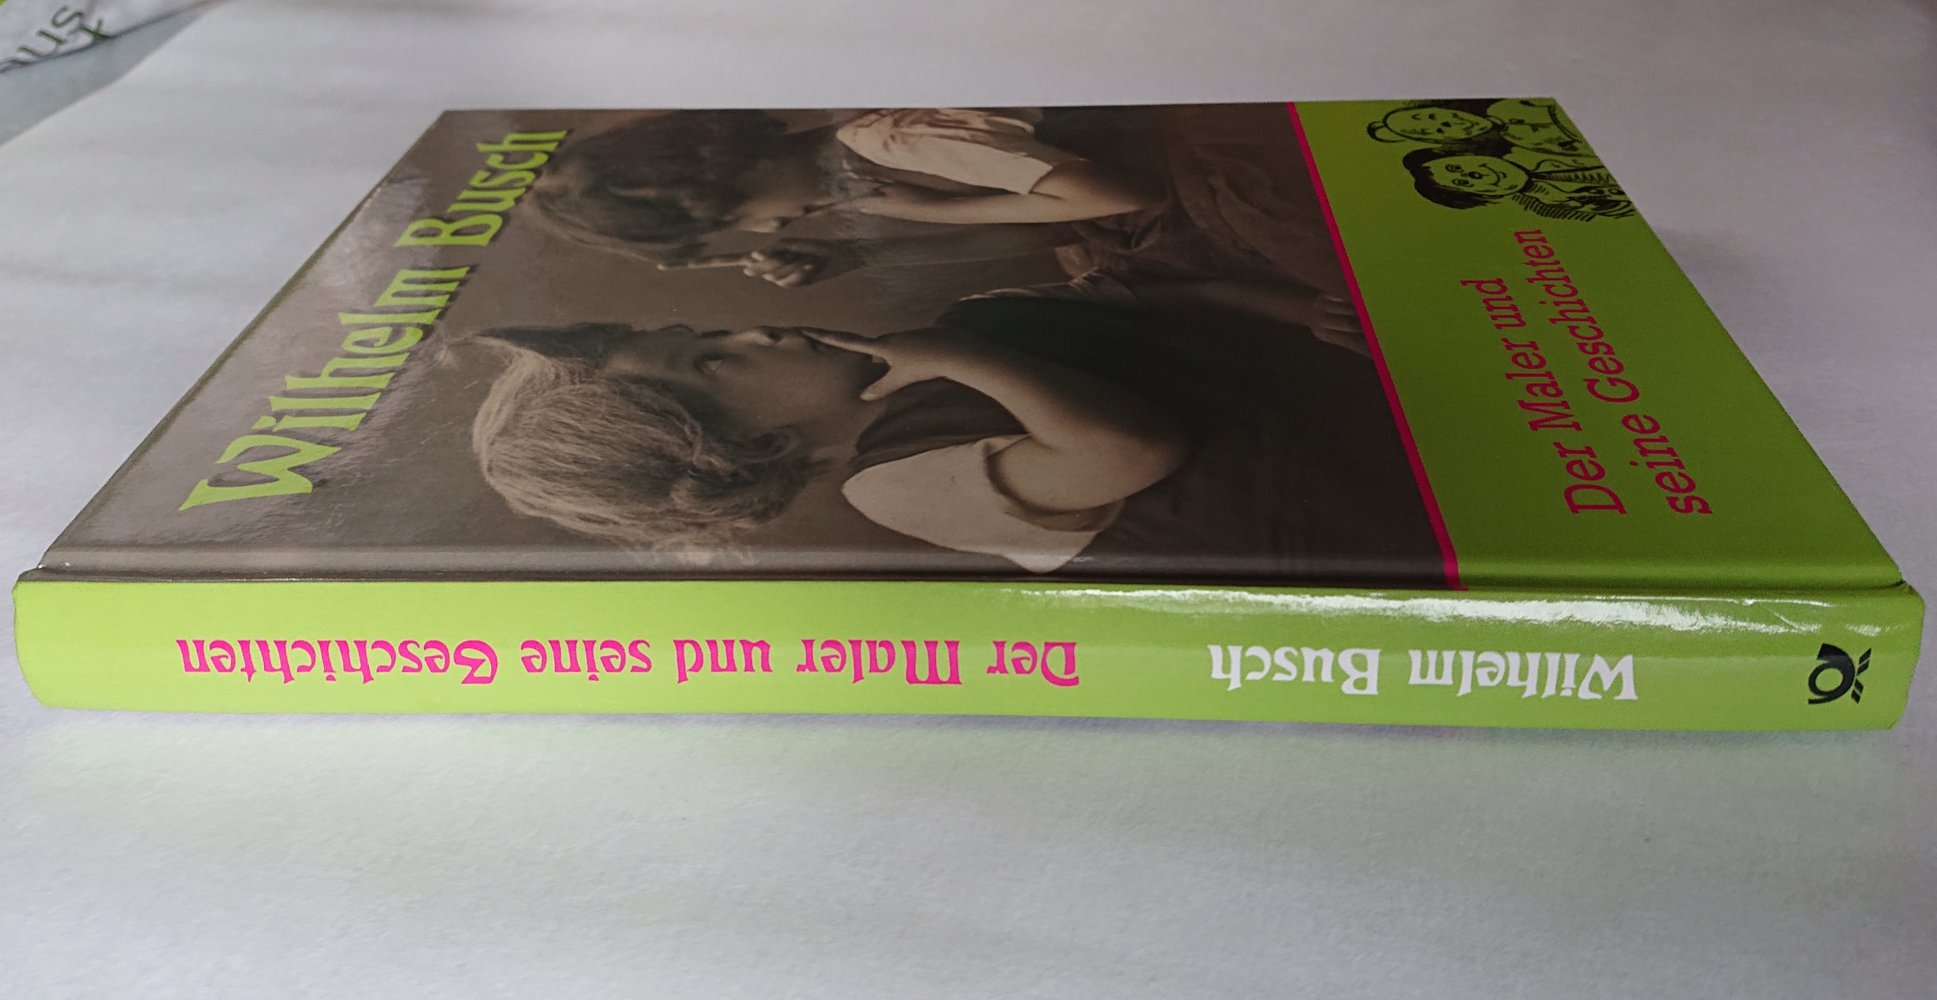 Wilhelm Busch
Der Maler und
seine Geschichten
Wilhelm Busch Der Maler und seine Geschichten